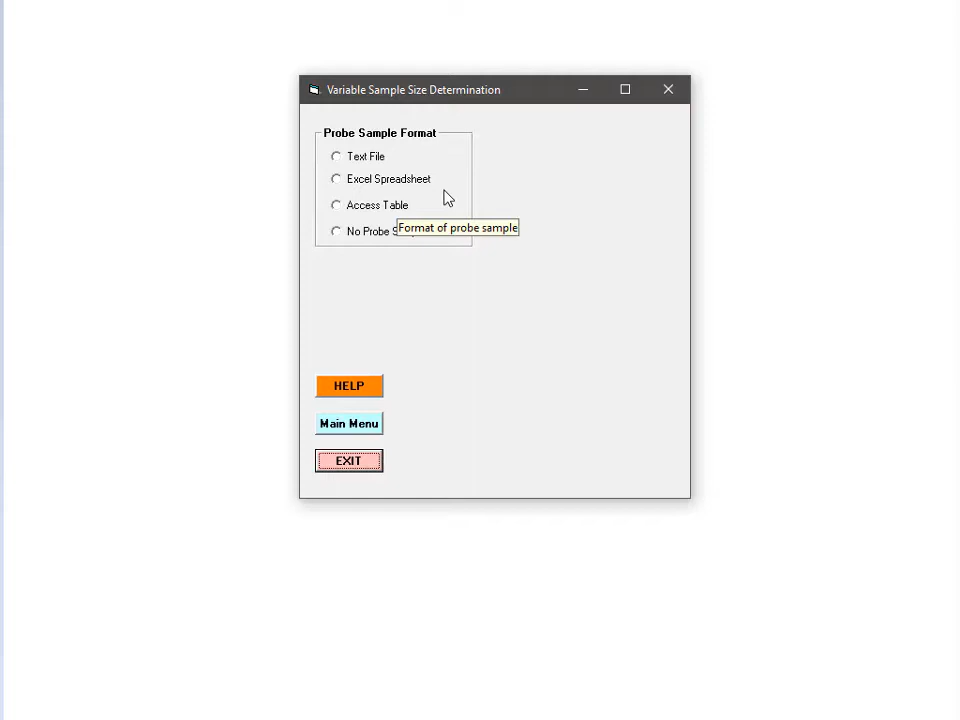 Variable Sample Size Determination
Probe Sample Format
Text File
Excel Spreadsheet
Access Table
No Probe
Format of probe sample
HELP
Main Menu
EXIT